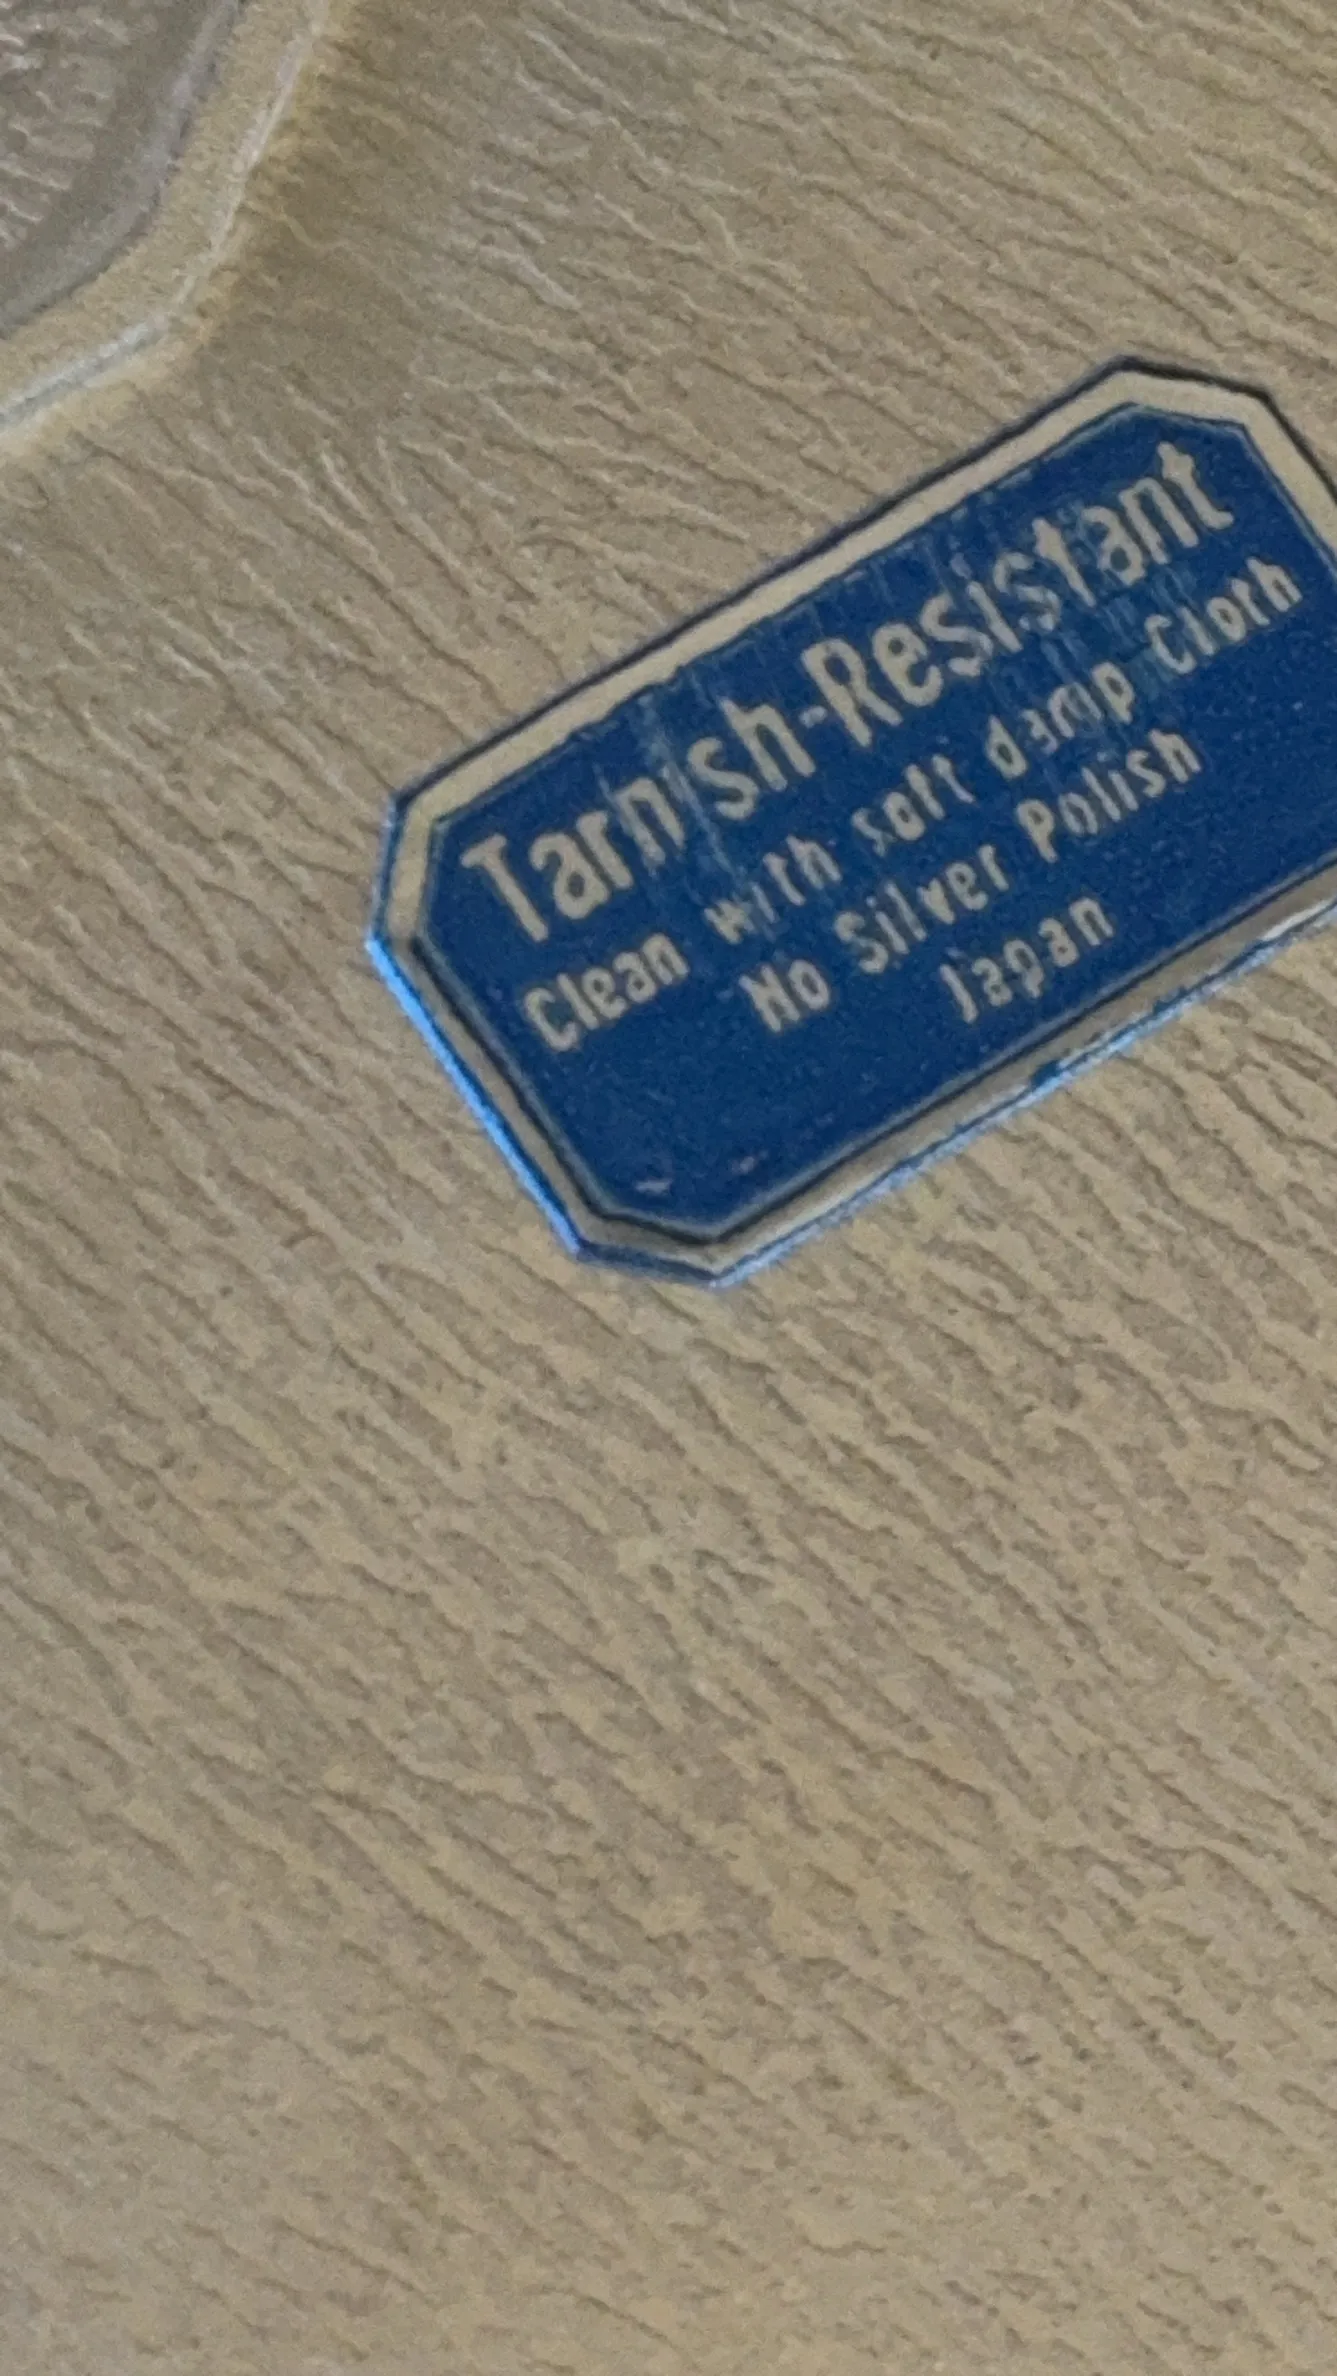 Tarnish-Resistant
Clean with soft damp Cloth
No Silver Polish
Japan